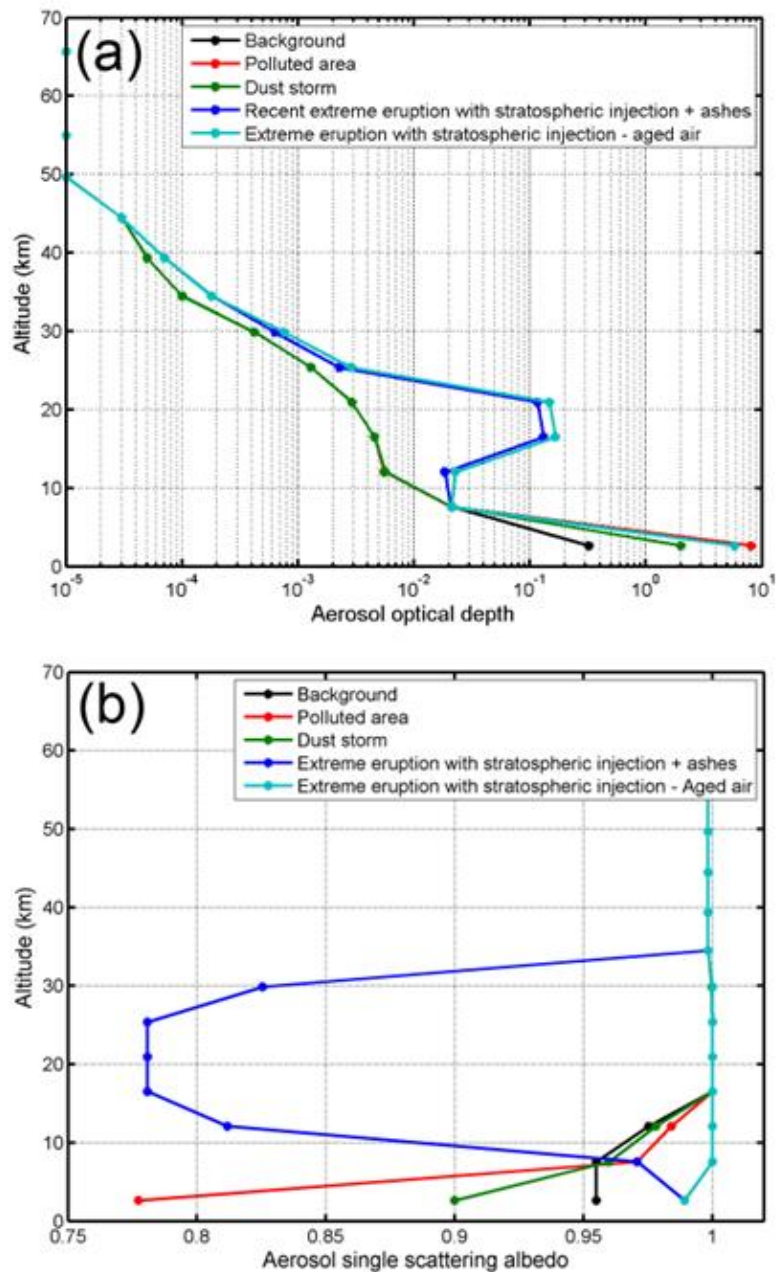 (a)
Background
Polluted area
Dust storm
Recent extreme eruption with stratospheric injection + ashes
Extreme eruption with stratospheric injection - aged air
70
60
50
40
30
20
10
0
Altitude (km)
10^-5 10^-4 10^-3 10^-2 10^-1 10^0 10^1
Aerosol optical depth
(b)
Background
Polluted area
Dust storm
Extreme eruption with stratospheric injection + ashes
Extreme eruption with stratospheric injection - Aged air
70
60
50
40
30
20
10
0
Altitude (km)
0.75 0.8 0.85 0.9 0.95 1
Aerosol single scattering albedo